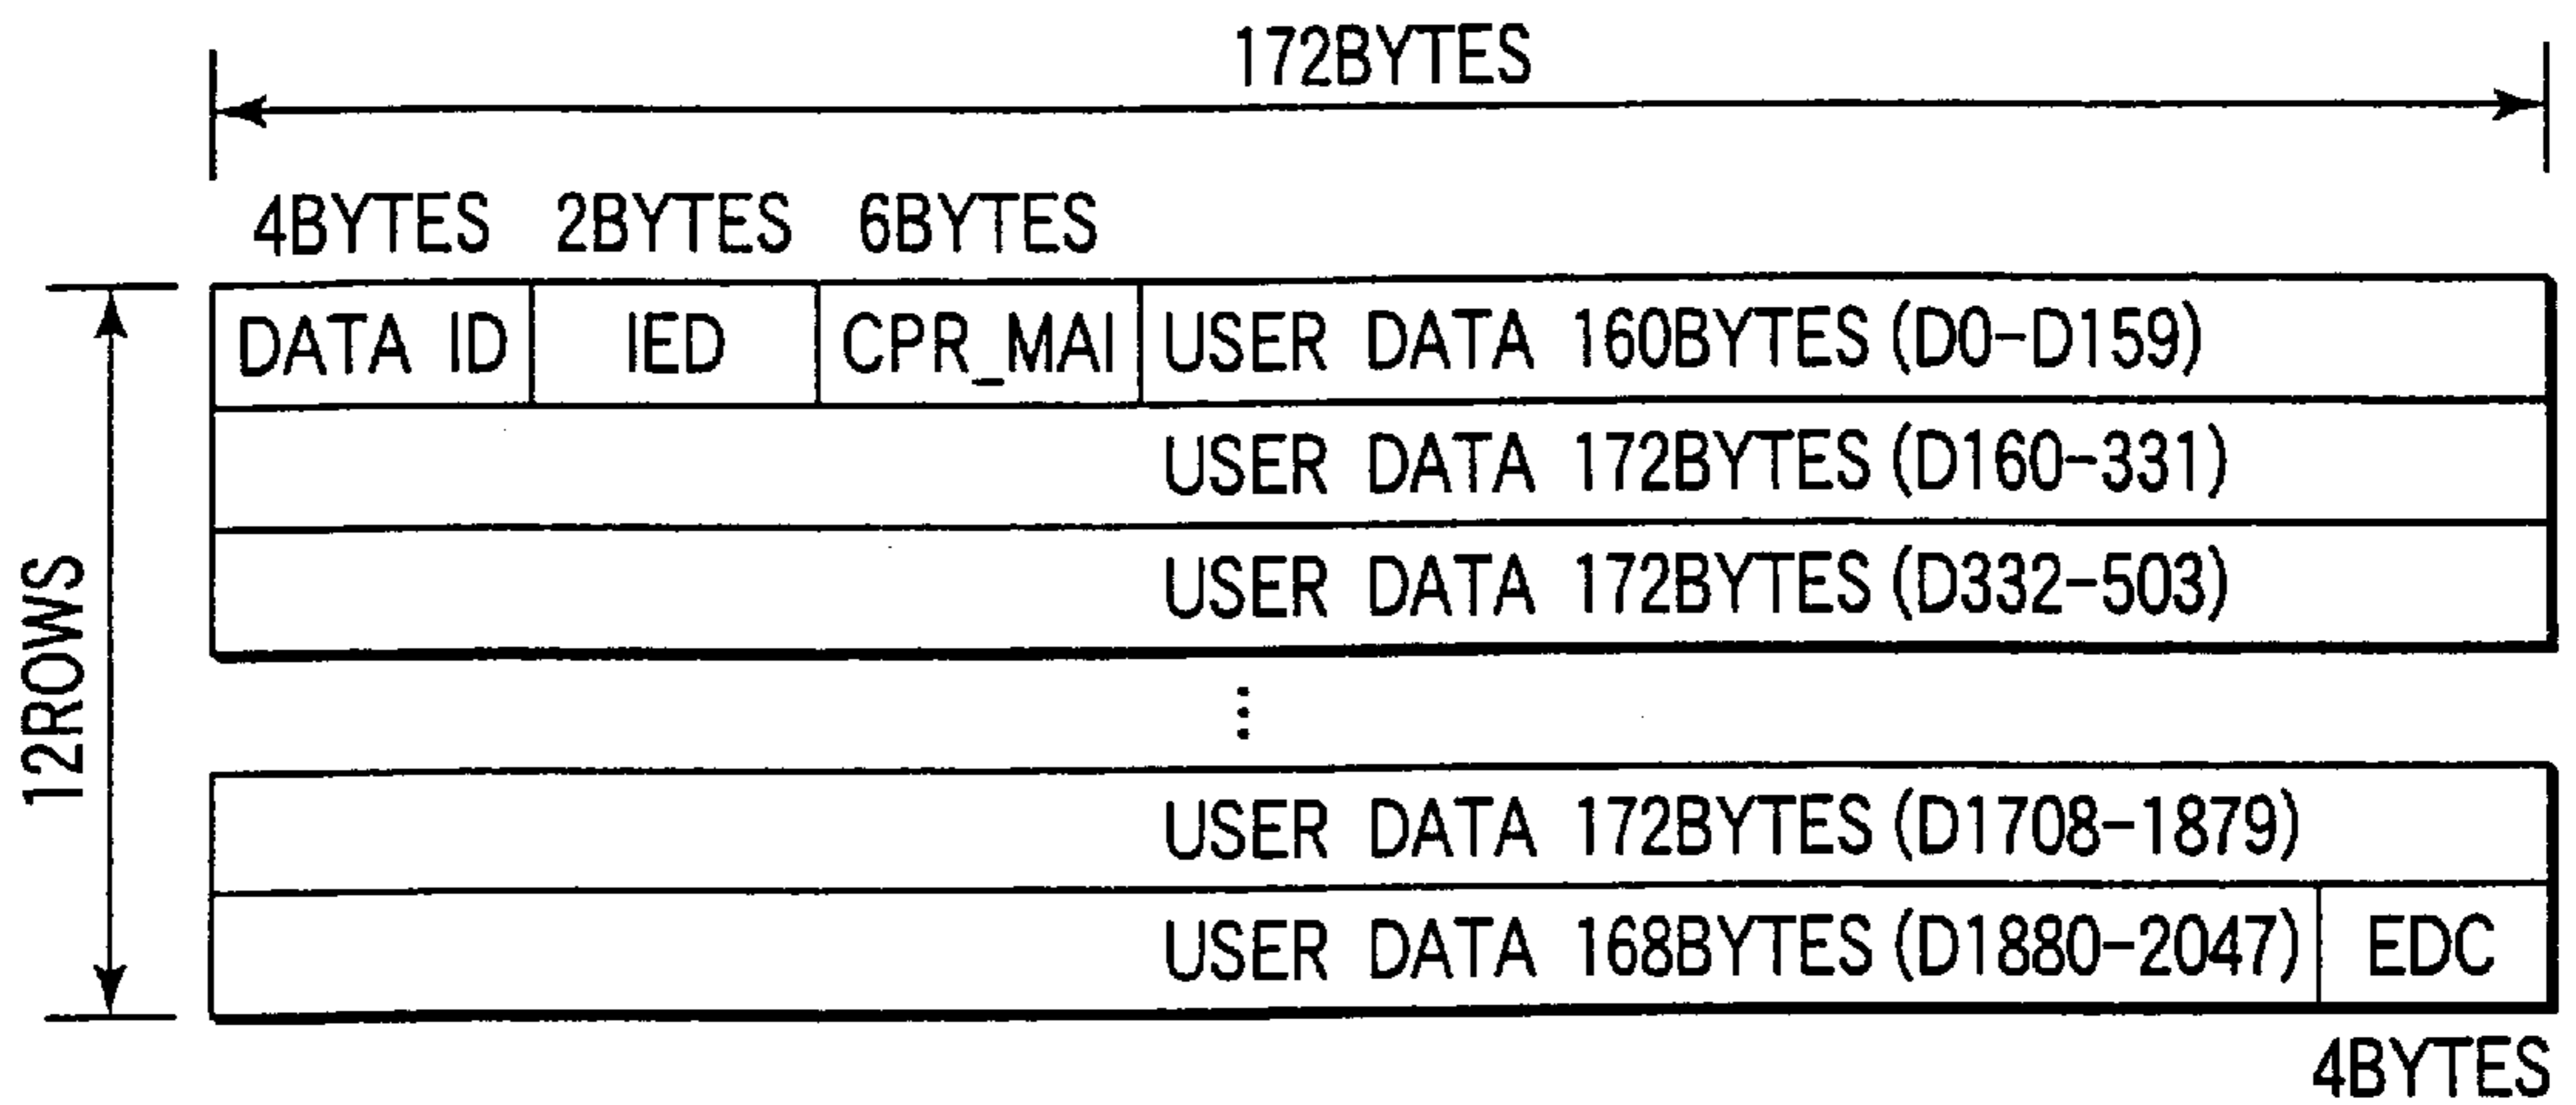 172BYTES
4BYTES 2BYTES 6BYTES
DATA ID IED CPR_MAI USER DATA 160BYTES (D0-D159)
USER DATA 172BYTES (D160-331)
USER DATA 172BYTES (D332-503)
12ROWS
⋮
USER DATA 172BYTES (D1708-1879)
USER DATA 168BYTES (D1880-2047) EDC
4BYTES